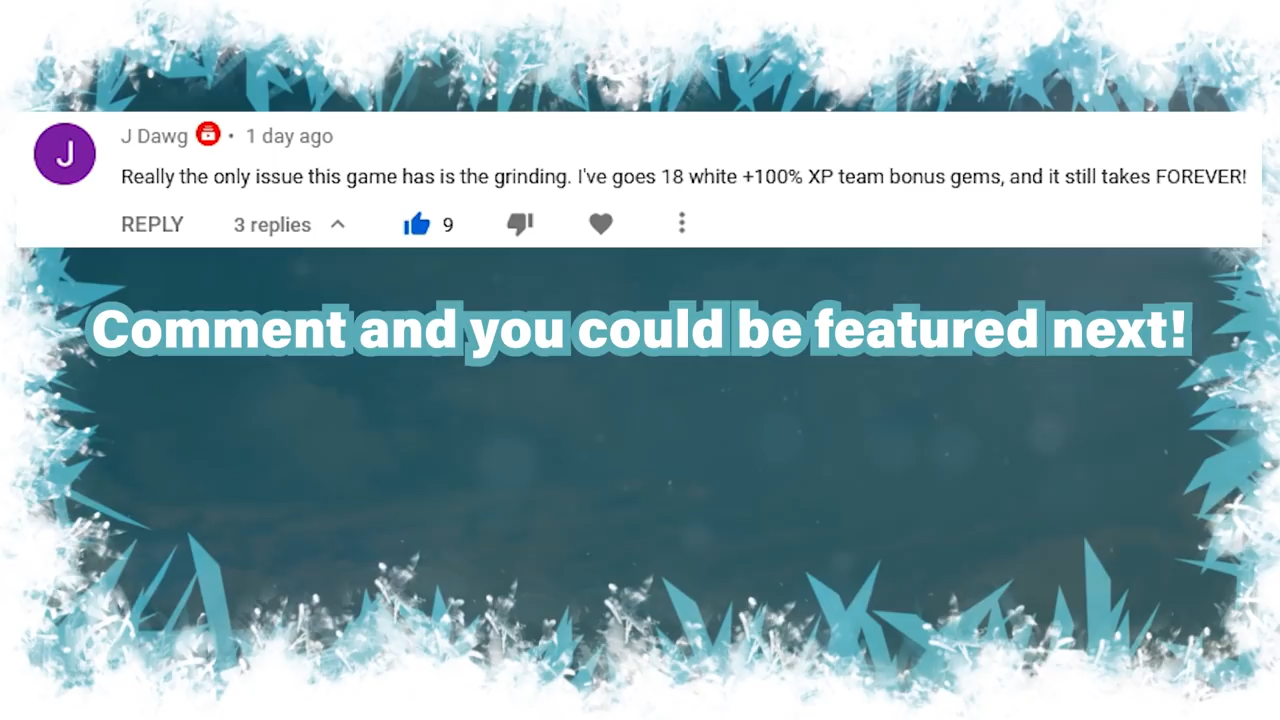 J
J Dawg • 1 day ago
Really the only issue this game has is the grinding. I've goes 18 white +100% XP team bonus gems, and it still takes FOREVER!
REPLY 3 replies 9
Comment and you could be featured next!